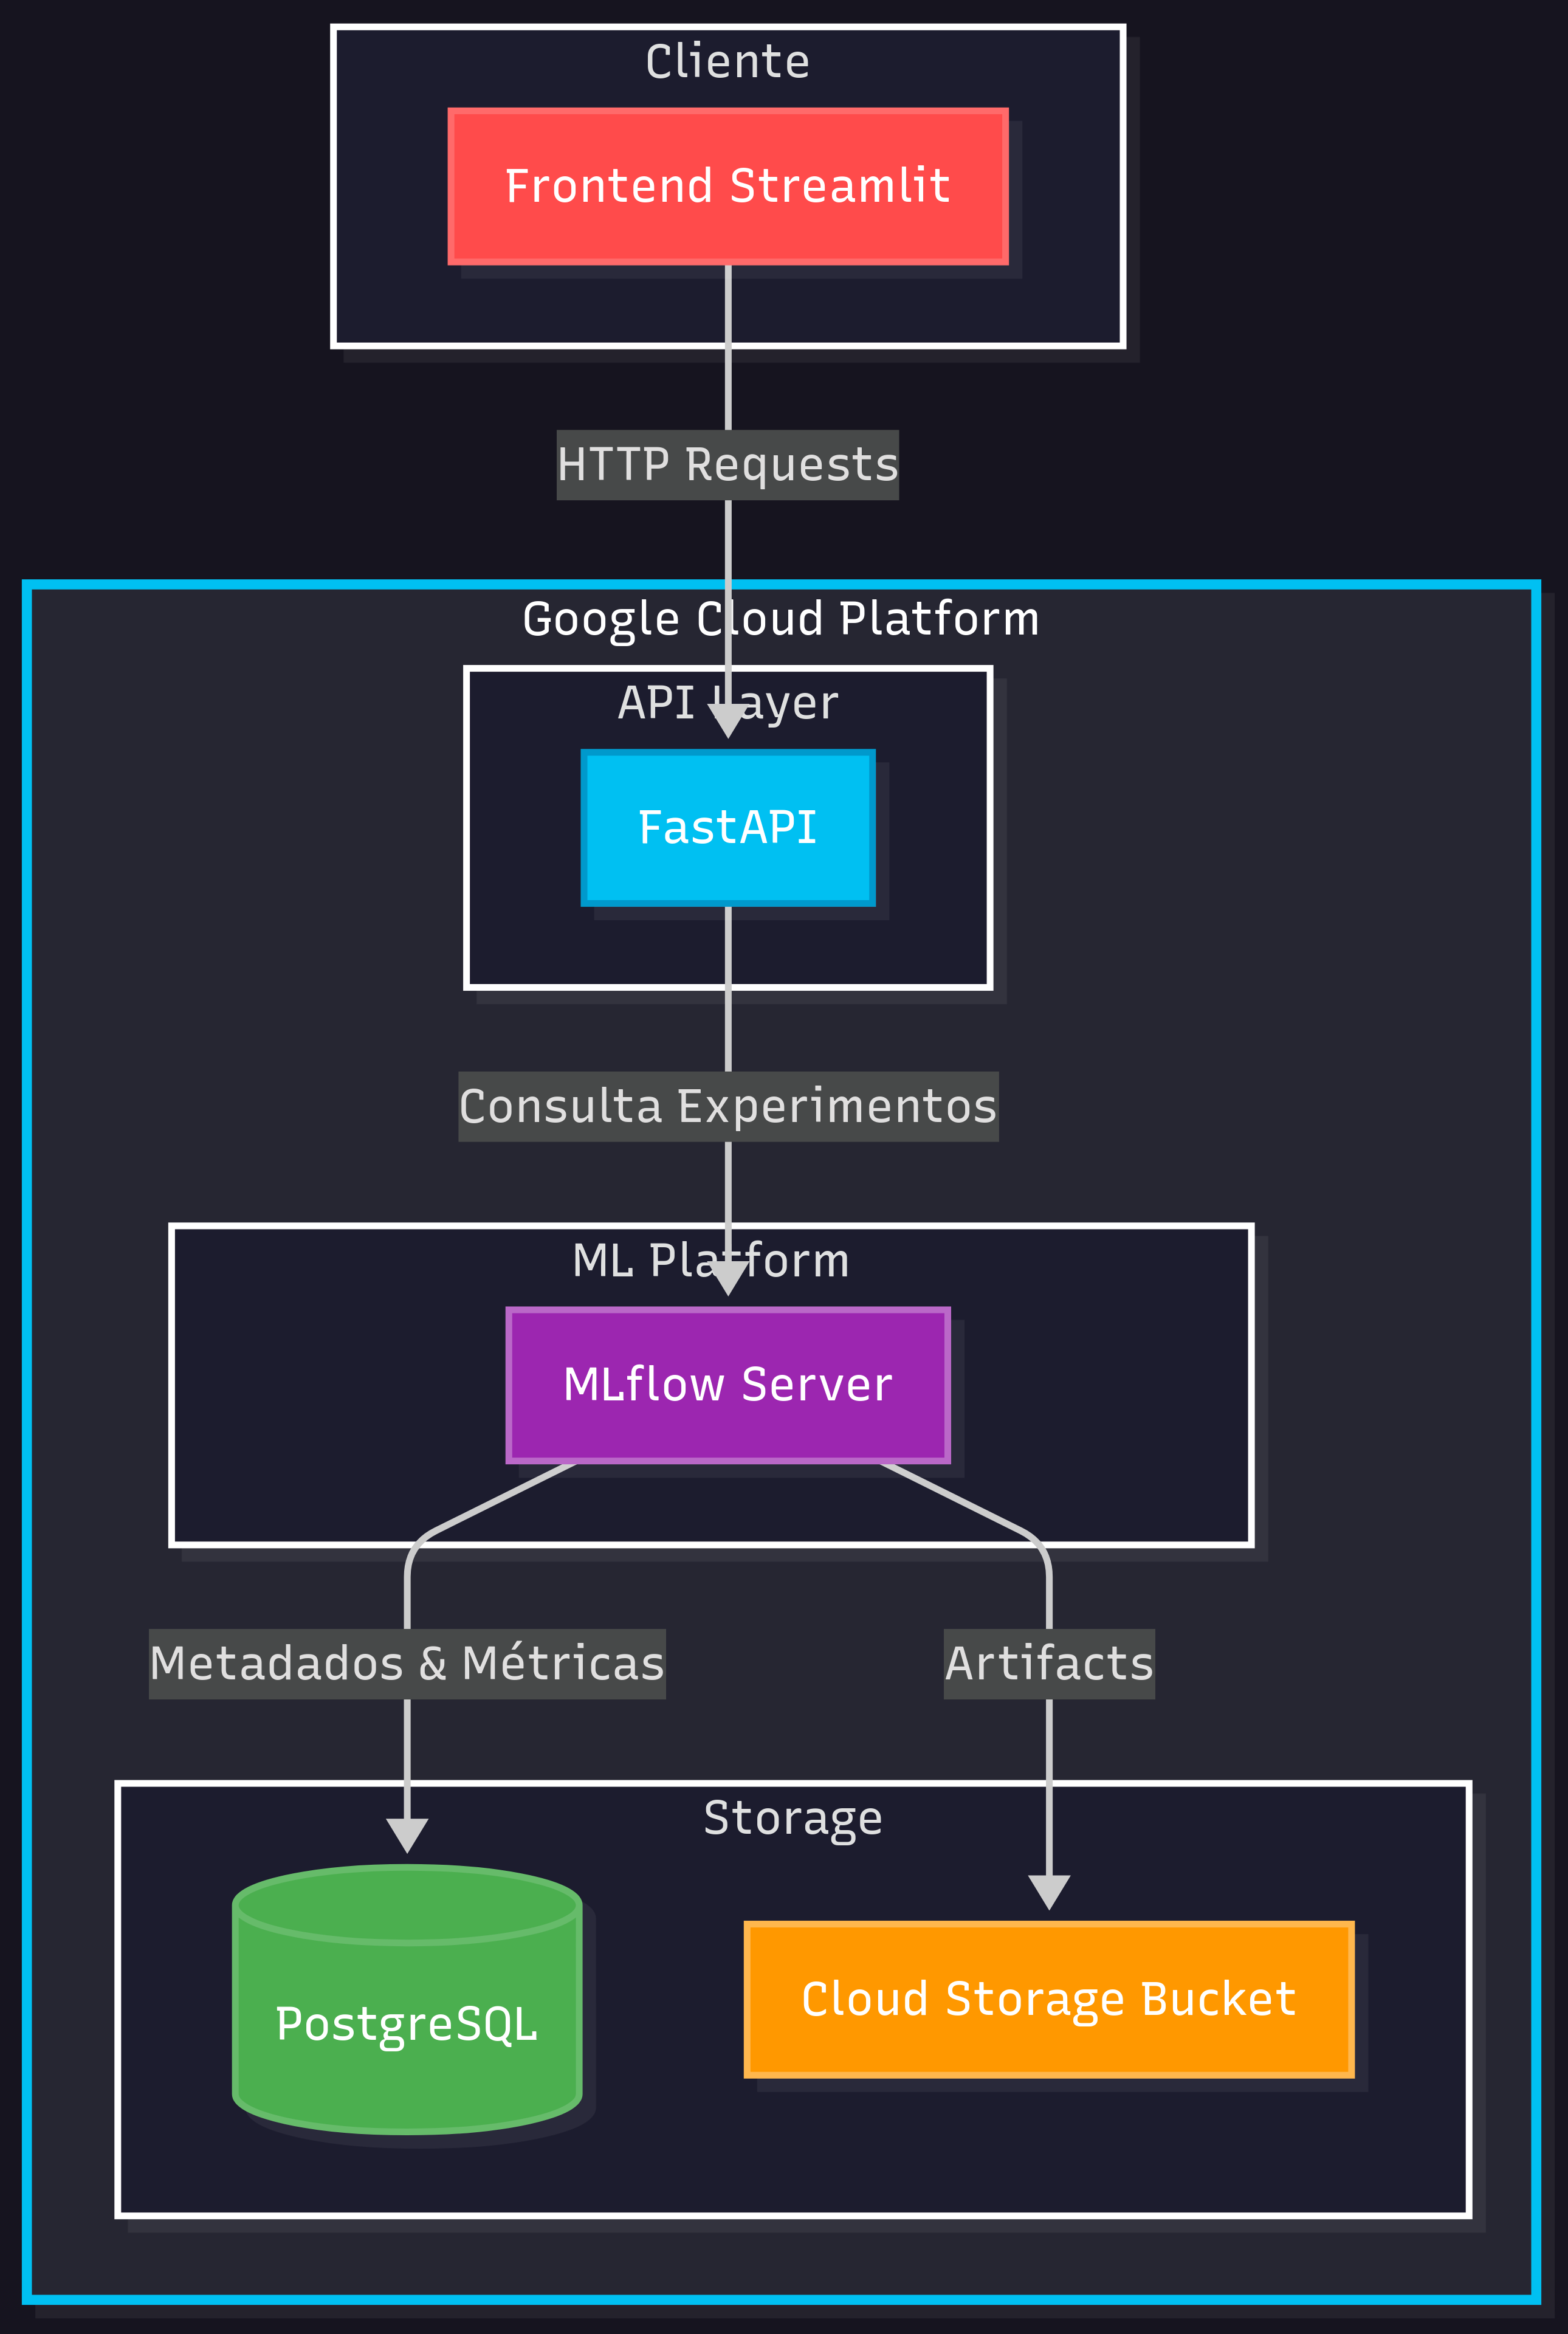 Cliente
Frontend Streamlit
HTTP Requests
Google Cloud Platform
API Layer
FastAPI
Consulta Experimentos
ML Platform
MLflow Server
Metadados & Métricas
Artifacts
Storage
PostgreSQL
Cloud Storage Bucket